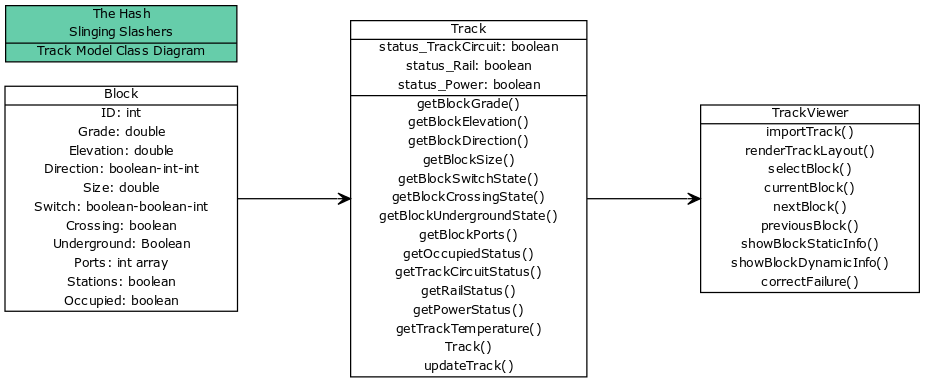 The Hash
Slinging Slashers
Track Model Class Diagram
Block
ID: int
Grade: double
Elevation: double
Direction: boolean-int-int
Size: double
Switch: boolean-boolean-int
Crossing: boolean
Underground: Boolean
Ports: int array
Stations: boolean
Occupied: boolean
Track
status_TrackCircuit: boolean
status_Rail: boolean
status_Power: boolean
getBlockGrade()
getBlockElevation()
getBlockDirection()
getBlockSize()
getBlockSwitchState()
getBlockCrossingState()
getBlockUndergroundState()
getBlockPorts()
getOccupiedStatus()
getTrackCircuitStatus()
getRailStatus()
getPowerStatus()
getTrackTemperature()
Track()
updateTrack()
TrackViewer
importTrack()
renderTrackLayout()
selectBlock()
currentBlock()
nextBlock()
previousBlock()
showBlockStaticInfo()
showBlockDynamicInfo()
correctFailure()